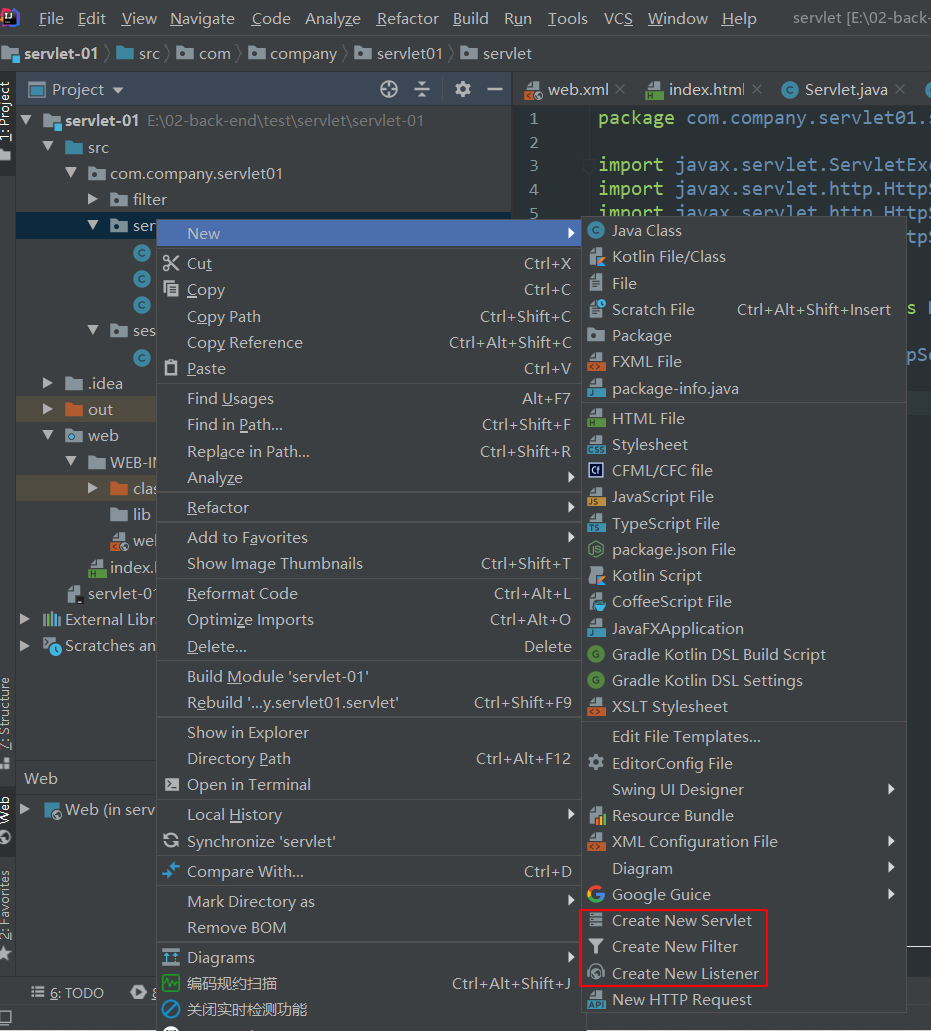 File Edit View Navigate Code Analyze Refactor Build Run Tools VCS Window Help servlet [E:\02-back-
servlet-01 src com company servlet01 servlet
Project
web.xml index.html Servlet.java
1: Project
servlet-01 E:\02-back-end\test\servlet\servlet-01
src
com.company.servlet01
filter
ser
ses
.idea
out
web
WEB-IN
clas
lib
we
index.
servlet-01
External Libr
Scratches an
7: Structure
Web
Web (in serv
Web
2: Favorites
6: TODO
1 package com.company.servlet01.s
2
3 import javax.servlet.ServletExc
4 import javax.servlet.http.HttpS
5 import javax.servlet.http.HttpS
New
Cut Ctrl+X
Copy Ctrl+C
Copy Path Ctrl+Shift+C
Copy Reference Ctrl+Alt+Shift+C
Paste Ctrl+V
Find Usages Alt+F7
Find in Path... Ctrl+Shift+F
Replace in Path... Ctrl+Shift+R
Analyze
Refactor
Add to Favorites
Show Image Thumbnails Ctrl+Shift+T
Reformat Code Ctrl+Alt+L
Optimize Imports Ctrl+Alt+O
Delete... Delete
Build Module 'servlet-01'
Rebuild '...y.servlet01.servlet' Ctrl+Shift+F9
Show in Explorer
Directory Path Ctrl+Alt+F12
Open in Terminal
Local History
Synchronize 'servlet'
Compare With... Ctrl+D
Mark Directory as
Remove BOM
Diagrams
编码规约扫描 Ctrl+Alt+Shift+J
关闭实时检测功能
Java Class
Kotlin File/Class
File
Scratch File Ctrl+Alt+Shift+Insert
Package
FXML File
package-info.java
HTML File
Stylesheet
CFML/CFC file
JavaScript File
TypeScript File
package.json File
Kotlin Script
CoffeeScript File
JavaFXApplication
Gradle Kotlin DSL Build Script
Gradle Kotlin DSL Settings
XSLT Stylesheet
Edit File Templates...
EditorConfig File
Swing UI Designer
Resource Bundle
XML Configuration File
Diagram
Google Guice
Create New Servlet
Create New Filter
Create New Listener
New HTTP Request